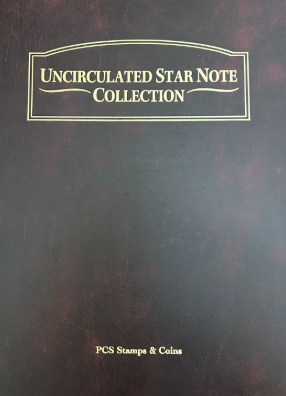 UNCIRCULATED STAR NOTE
COLLECTION
PCS Stamps & Coins